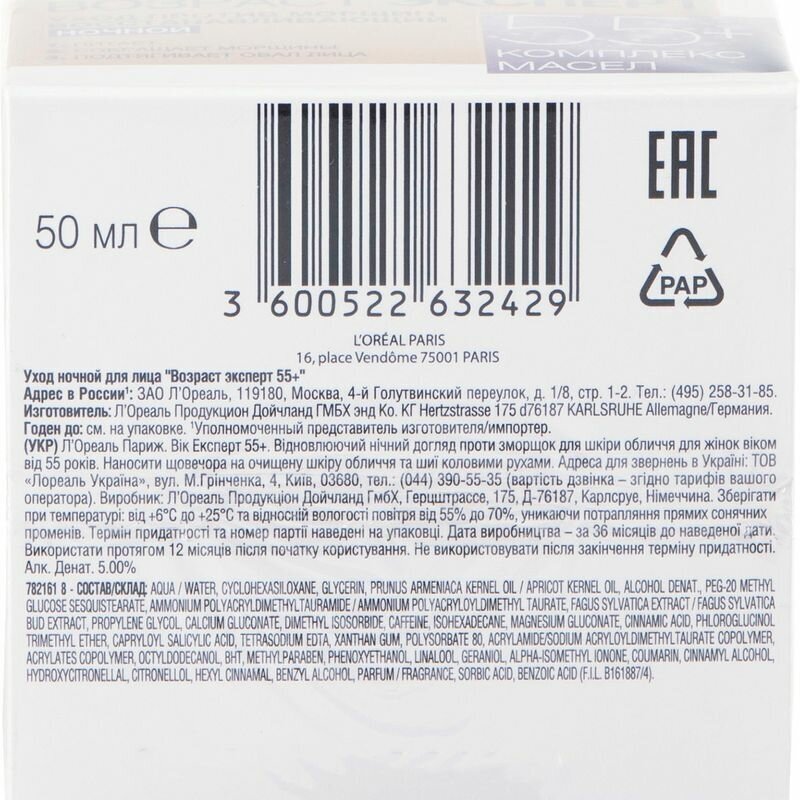 ВОЗРАСТ ЭКСПЕРТ
УХОД ПРОТИВ МОРЩИН
НОЧНОЙ
55+
КОМПЛЕКС
МАСЕЛ
СОКРАЩАЕТ МОРЩИНЫ
ПОДТЯГИВАЕТ ОВАЛ ЛИЦА
50 мл ℮
EAC
PAP
3 600522 632429
L'ORÉAL PARIS
16, place Vendôme 75001 PARIS
Уход ночной для лица "Возраст эксперт 55+"
Адрес в России¹: ЗАО Л'Ореаль, 119180, Москва, 4-й Голутвинский переулок, д. 1/8, стр. 1-2. Тел.: (495) 258-31-85.
Изготовитель: Л'Ореаль Продукцион Дойчланд ГМБХ энд Ко. КГ Hertzstrasse 175 d76187 KARLSRUHE Allemagne/Германия.
Годен до: см. на упаковке. ¹Уполномоченный представитель изготовителя/импортер.
(УКР) Л'Ореаль Париж. Вік Експерт 55+. Відновлюючий нічний догляд проти зморщок для шкіри обличчя для жінок віком
від 55 років. Наносити щовечора на очищену шкіру обличчя та шиї коловими рухами. Адреса для звернень в Україні: ТОВ
«Лореаль Україна», вул. М.Грінченка, 4, Київ, 03680, тел.: (044) 390-55-35 (вартість дзвінка – згідно тарифів вашого
оператора). Виробник: Л'Ореаль Продукціон Дойчланд ГмбХ, Герцштрассе, 175, Д-76187, Карлсруе, Німеччина. Зберігати
при температурі: від +6°С до +25°С та відносній вологості повітря від 55% до 70%, уникаючи потрапляння прямих сонячних
променів. Термін придатності та номер партії наведені на упаковці. Дата виробництва – за 36 місяців до наведеної дати.
Використати протягом 12 місяців після початку користування. Не використовувати після закінчення терміну придатності.
Алк. Денат. 5.00%
782161 8 - СОСТАВ/СКЛАД: AQUA / WATER, CYCLOHEXASILOXANE, GLYCERIN, PRUNUS ARMENIACA KERNEL OIL / APRICOT KERNEL OIL, ALCOHOL DENAT., PEG-20 METHYL
GLUCOSE SESQUISTEARATE, AMMONIUM POLYACRYLDIMETHYLTAURAMIDE / AMMONIUM POLYACRYLOYLDIMETHYL TAURATE, FAGUS SYLVATICA EXTRACT / FAGUS SYLVATICA
BUD EXTRACT, PROPYLENE GLYCOL, CALCIUM GLUCONATE, DIMETHYL ISOSORBIDE, CAFFEINE, ISOHEXADECANE, MAGNESIUM GLUCONATE, CINNAMIC ACID, PHLOROGLUCINOL
TRIMETHYL ETHER, CAPRYLOYL SALICYLIC ACID, TETRASODIUM EDTA, XANTHAN GUM, POLYSORBATE 80, ACRYLAMIDE/SODIUM ACRYLOYLDIMETHYLTAURATE COPOLYMER,
ACRYLATES COPOLYMER, OCTYLDODECANOL, BHT, METHYLPARABEN, PHENOXYETHANOL, LINALOOL, GERANIOL, ALPHA-ISOMETHYL IONONE, COUMARIN, CINNAMYL ALCOHOL,
HYDROXYCITRONELLAL, CITRONELLOL, HEXYL CINNAMAL, BENZYL ALCOHOL, PARFUM / FRAGRANCE, SORBIC ACID, BENZOIC ACID (F.I.L. B161887/4).